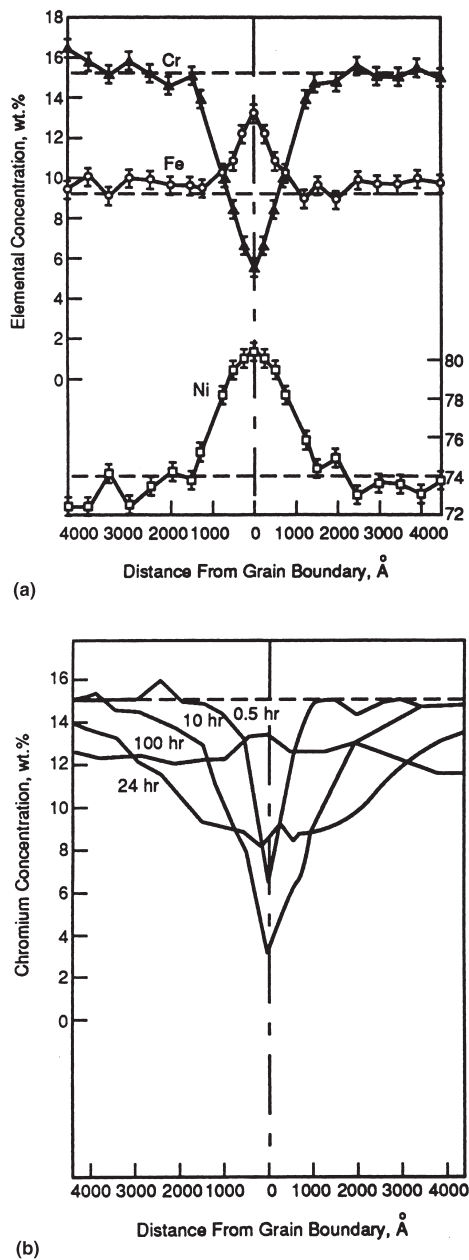 18
16
14
12
10
8
6
4
2
0
Elemental Concentration, wt.%
Cr
Fe
Ni
80
78
76
74
72
4000 3000 2000 1000 0 1000 2000 3000 4000
Distance From Grain Boundary, Å
(a)
16
14
12
10
8
6
4
2
0
Chromium Concentration, wt.%
10 hr
0.5 hr
100 hr
24 hr
4000 3000 2000 1000 0 1000 2000 3000 4000
Distance From Grain Boundary, Å
(b)